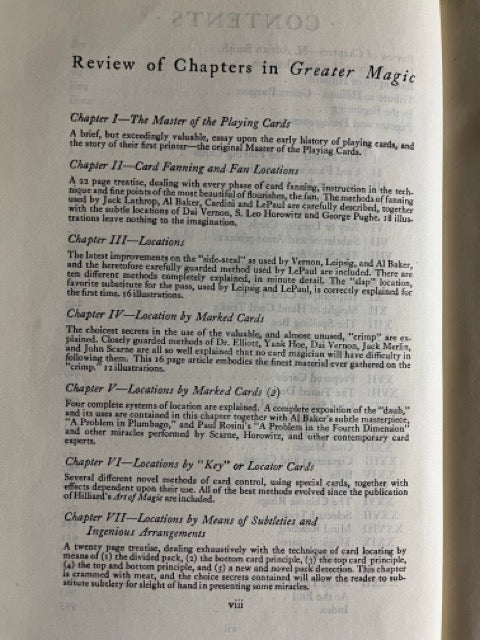 Review of Chapters in Greater Magic
Chapter I—The Master of the Playing Cards
A brief, but exceedingly valuable, essay upon the early history of playing cards, and
the story of their first printer—the original Master of the Playing Cards.
Chapter II—Card Fanning and Fan Locations
A 22 page treatise, dealing with every phase of card fanning, instruction in the tech-
nique and fine points of the most beautiful of flourishes, the fan. The methods of fanning
used by Jack Lathrop, Al Baker, Cardini and LePaul are carefully described, together
with the subtle locations of Dai Vernon, S. Leo Horowitz and George Pughe. 18 illus-
trations leave nothing to the imagination.
Chapter III—Locations
The latest improvements on the "side-steal" as used by Vernon, Leipsig, and Al Baker,
and the heretofore carefully guarded method used by LePaul are included. There are
ten different methods completely explained, in minute detail. The "slap" location,
favorite substitute for the pass, used by Leipsig and LePaul, is correctly explained for
the first time. 16 illustrations.
Chapter IV—Location by Marked Cards
The choicest secrets in the use of the valuable, and almost unused, "crimp" are ex-
plained. Closely guarded methods of Dr. Elliott, Yank Hoe, Dai Vernon, Jack Merlin,
and John Scarne are all so well explained that no card magician will have difficulty in
following them. This 16 page article embodies the finest material ever gathered on the
"crimp." 12 illustrations.
Chapter V—Locations by Marked Cards (2)
Four complete systems of location are explained. A complete exposition of the "daub,"
and its uses are contained in this chapter together with Al Baker's subtle masterpiece,
"A Problem in Plumbago," and Paul Rosini's "A Problem in the Fourth Dimension"
and other miracles performed by Scarne, Horowitz, and other contemporary card
experts.
Chapter VI—Locations by "Key" or Locator Cards
Several different novel methods of card control, using special cards, together with
effects dependent upon their use. All of the best methods evolved since the publication
of Hilliard's Art of Magic are included.
Chapter VII—Locations by Means of Subtleties and
Ingenious Arrangements
A twenty page treatise, dealing exhaustively with the technique of card locating by
means of (1) the divided pack, (2) the bottom card principle, (3) the top card principle,
(4) the top and bottom principle, and (5) a new and novel pack detection. This chapter
is crammed with meat, and the choice secrets contained will allow the reader to sub-
stitute subtlety for sleight of hand in presenting some miracles.
viii